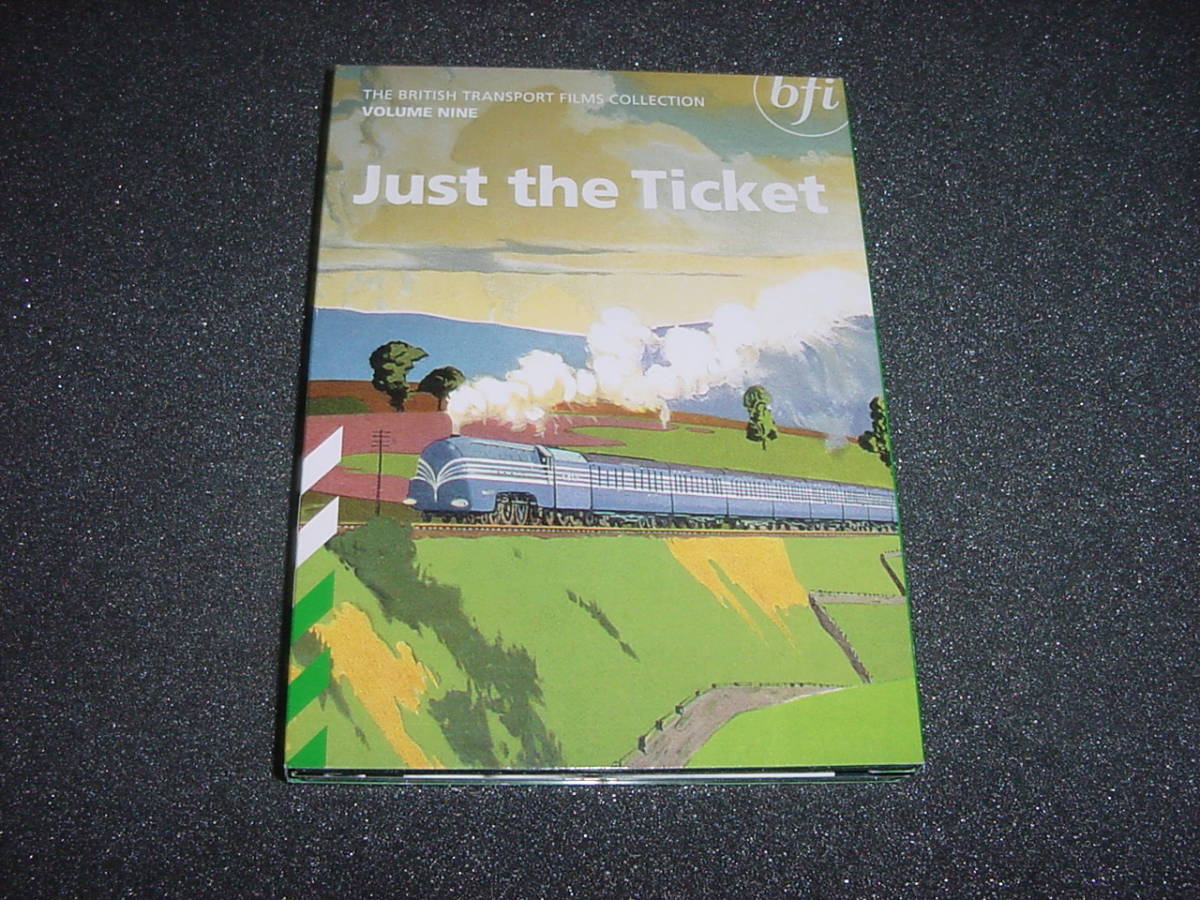 THE BRITISH TRANSPORT FILMS COLLECTION
VOLUME NINE
bfi
Just the Ticket